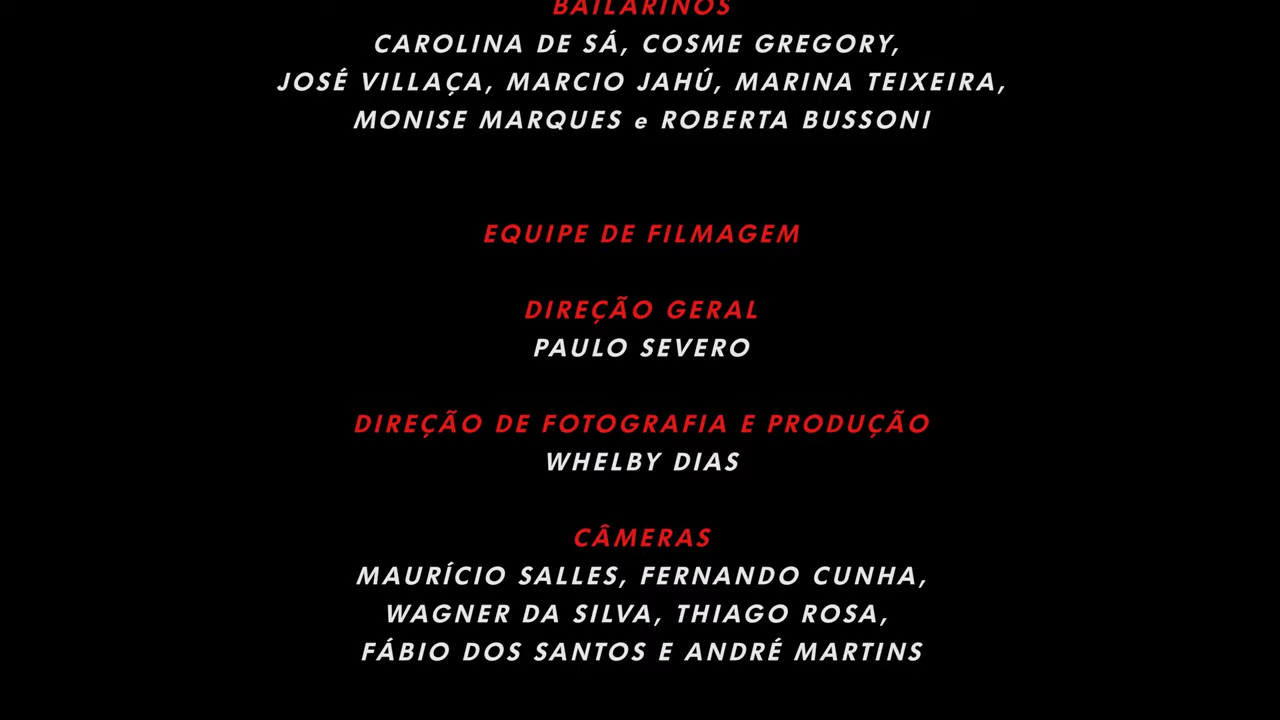 BAILARINOS
CAROLINA DE SÁ, COSME GREGORY,
JOSÉ VILLAÇA, MARCIO JAHÚ, MARINA TEIXEIRA,
MONISE MARQUES e ROBERTA BUSSONI
EQUIPE DE FILMAGEM
DIREÇÃO GERAL
PAULO SEVERO
DIREÇÃO DE FOTOGRAFIA E PRODUÇÃO
WHELBY DIAS
CÂMERAS
MAURÍCIO SALLES, FERNANDO CUNHA,
WAGNER DA SILVA, THIAGO ROSA,
FÁBIO DOS SANTOS E ANDRÉ MARTINS